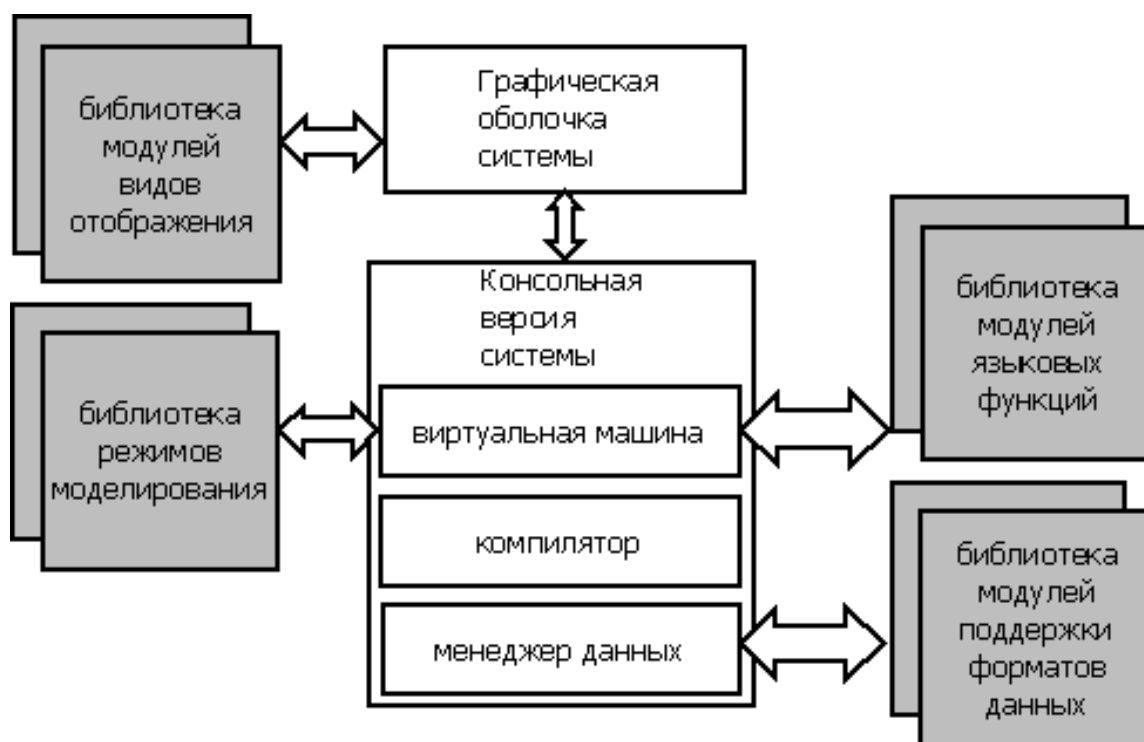 библиотека
модулей
видов
отображения
Графическая
оболочка
системы
библиотека
режимов
моделирования
Консольная
версия
системы
виртуальная машина
компилятор
менеджер данных
библиотека
модулей
языковых
функций
библиотека
модулей
поддержки
форматов
данных